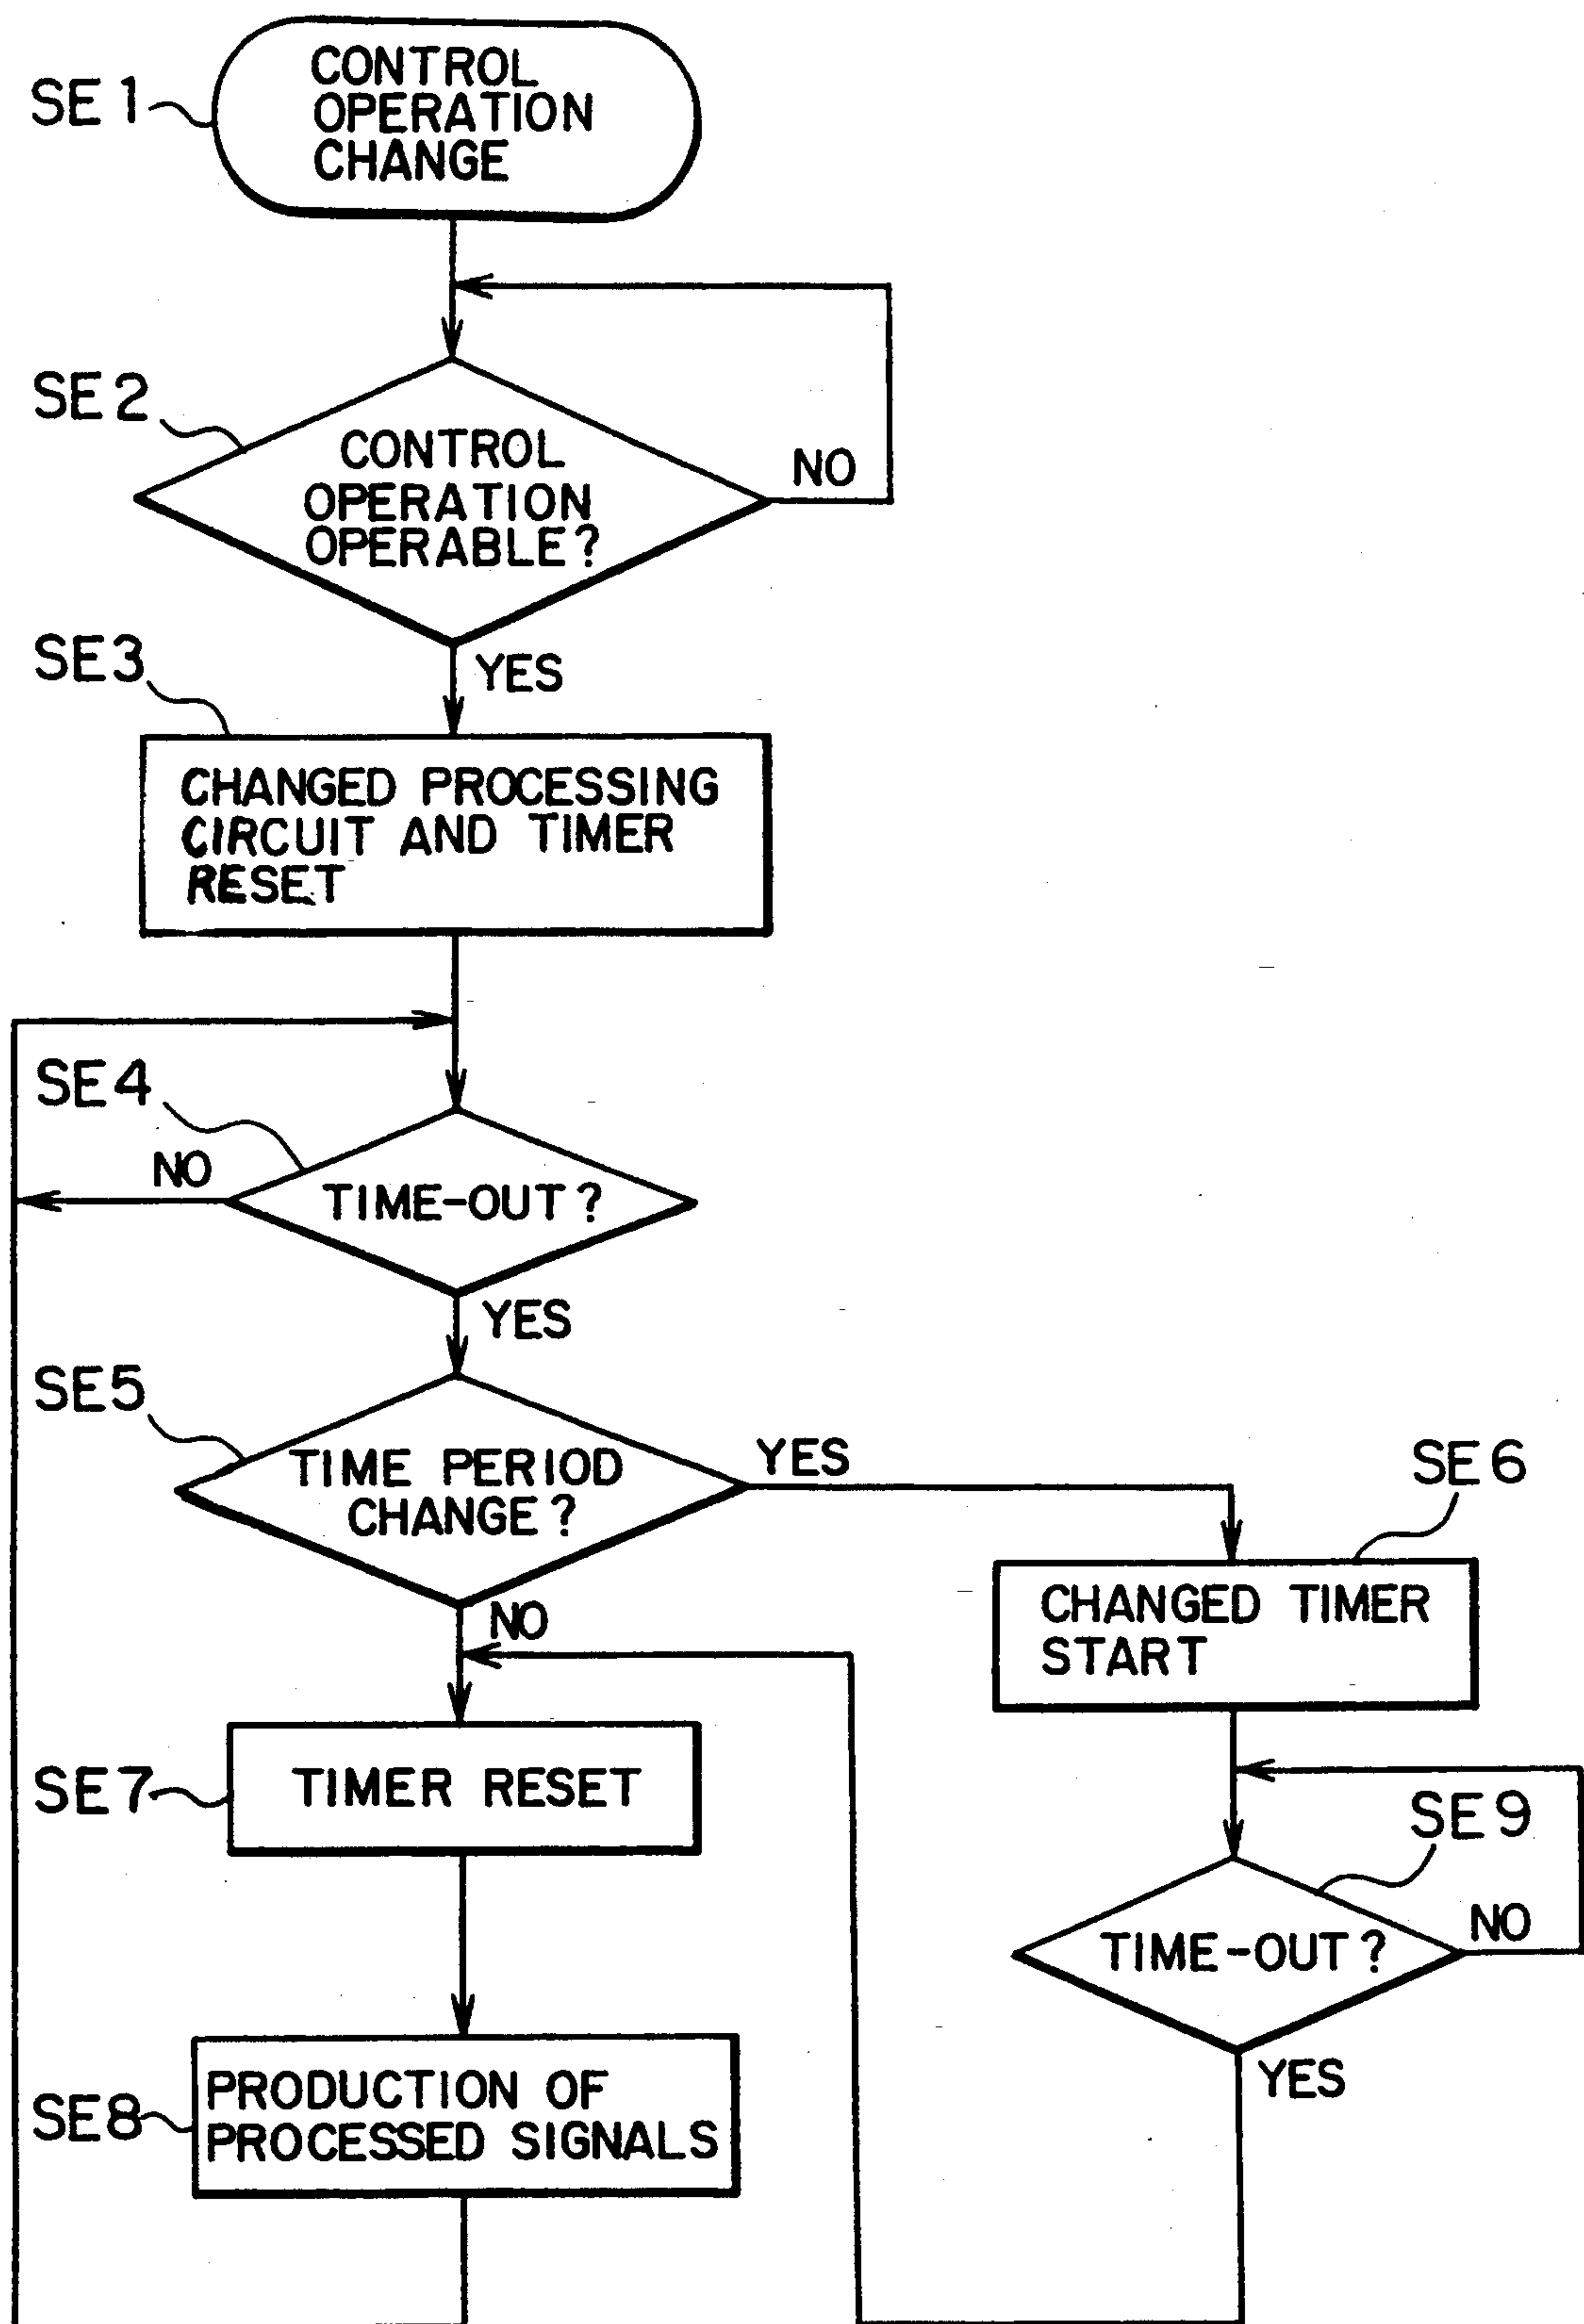 SE1
CONTROL
OPERATION
CHANGE
SE2
CONTROL
OPERATION
OPERABLE?
NO
YES
SE3
CHANGED PROCESSING
CIRCUIT AND TIMER
RESET
SE4
NO
TIME-OUT?
YES
SE5
TIME PERIOD
CHANGE?
YES
NO
SE6
CHANGED TIMER
START
SE7
TIMER RESET
SE9
TIME-OUT?
NO
YES
SE8
PRODUCTION OF
PROCESSED SIGNALS